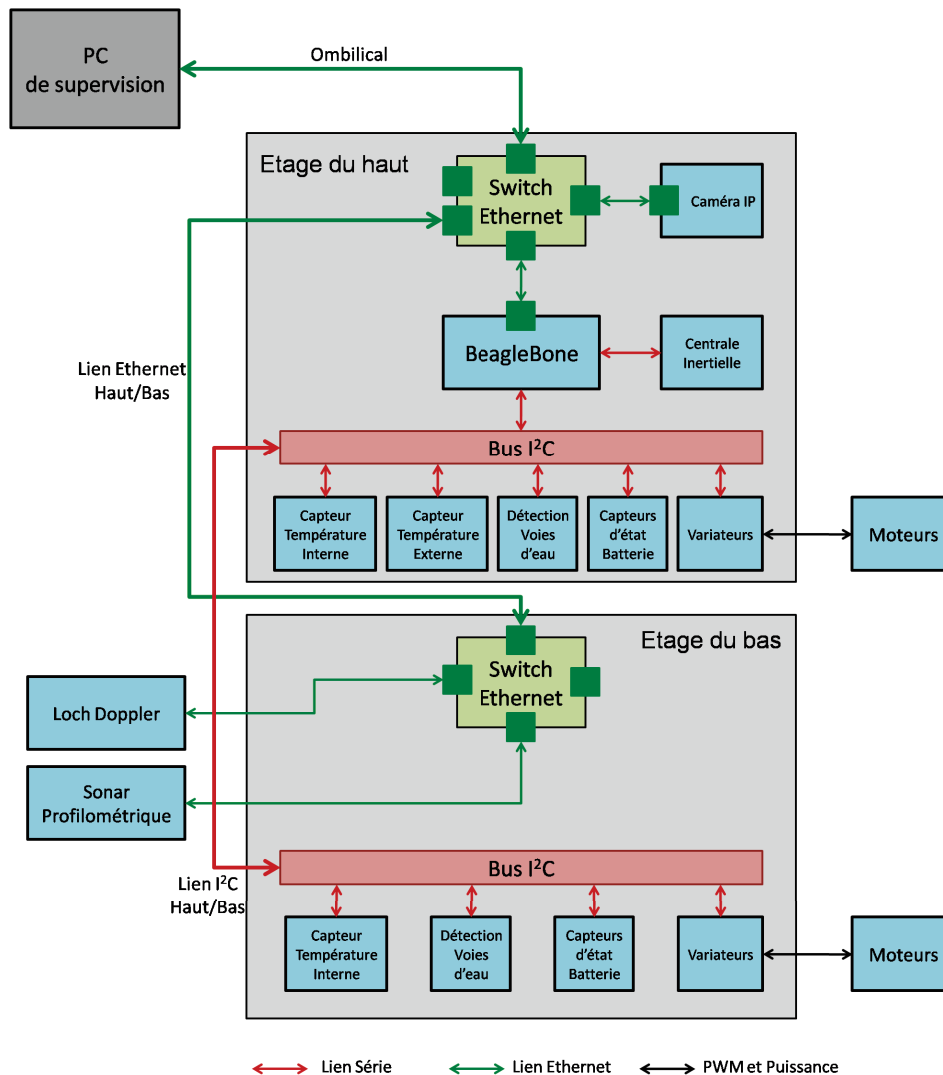 PC
de supervision
Ombilical
Etage du haut
Switch
Ethernet
Caméra IP
BeagleBone
Centrale
Inertielle
Lien Ethernet
Haut/Bas
Bus I²C
Capteur
Température
Interne
Capteur
Température
Externe
Détection
Voies
d'eau
Capteurs
d'état
Batterie
Variateurs
Moteurs
Etage du bas
Switch
Ethernet
Loch Doppler
Sonar
Profilométrique
Bus I²C
Lien I²C
Haut/Bas
Capteur
Température
Interne
Détection
Voies
d'eau
Capteurs
d'état
Batterie
Variateurs
Moteurs
Lien Série
Lien Ethernet
PWM et Puissance